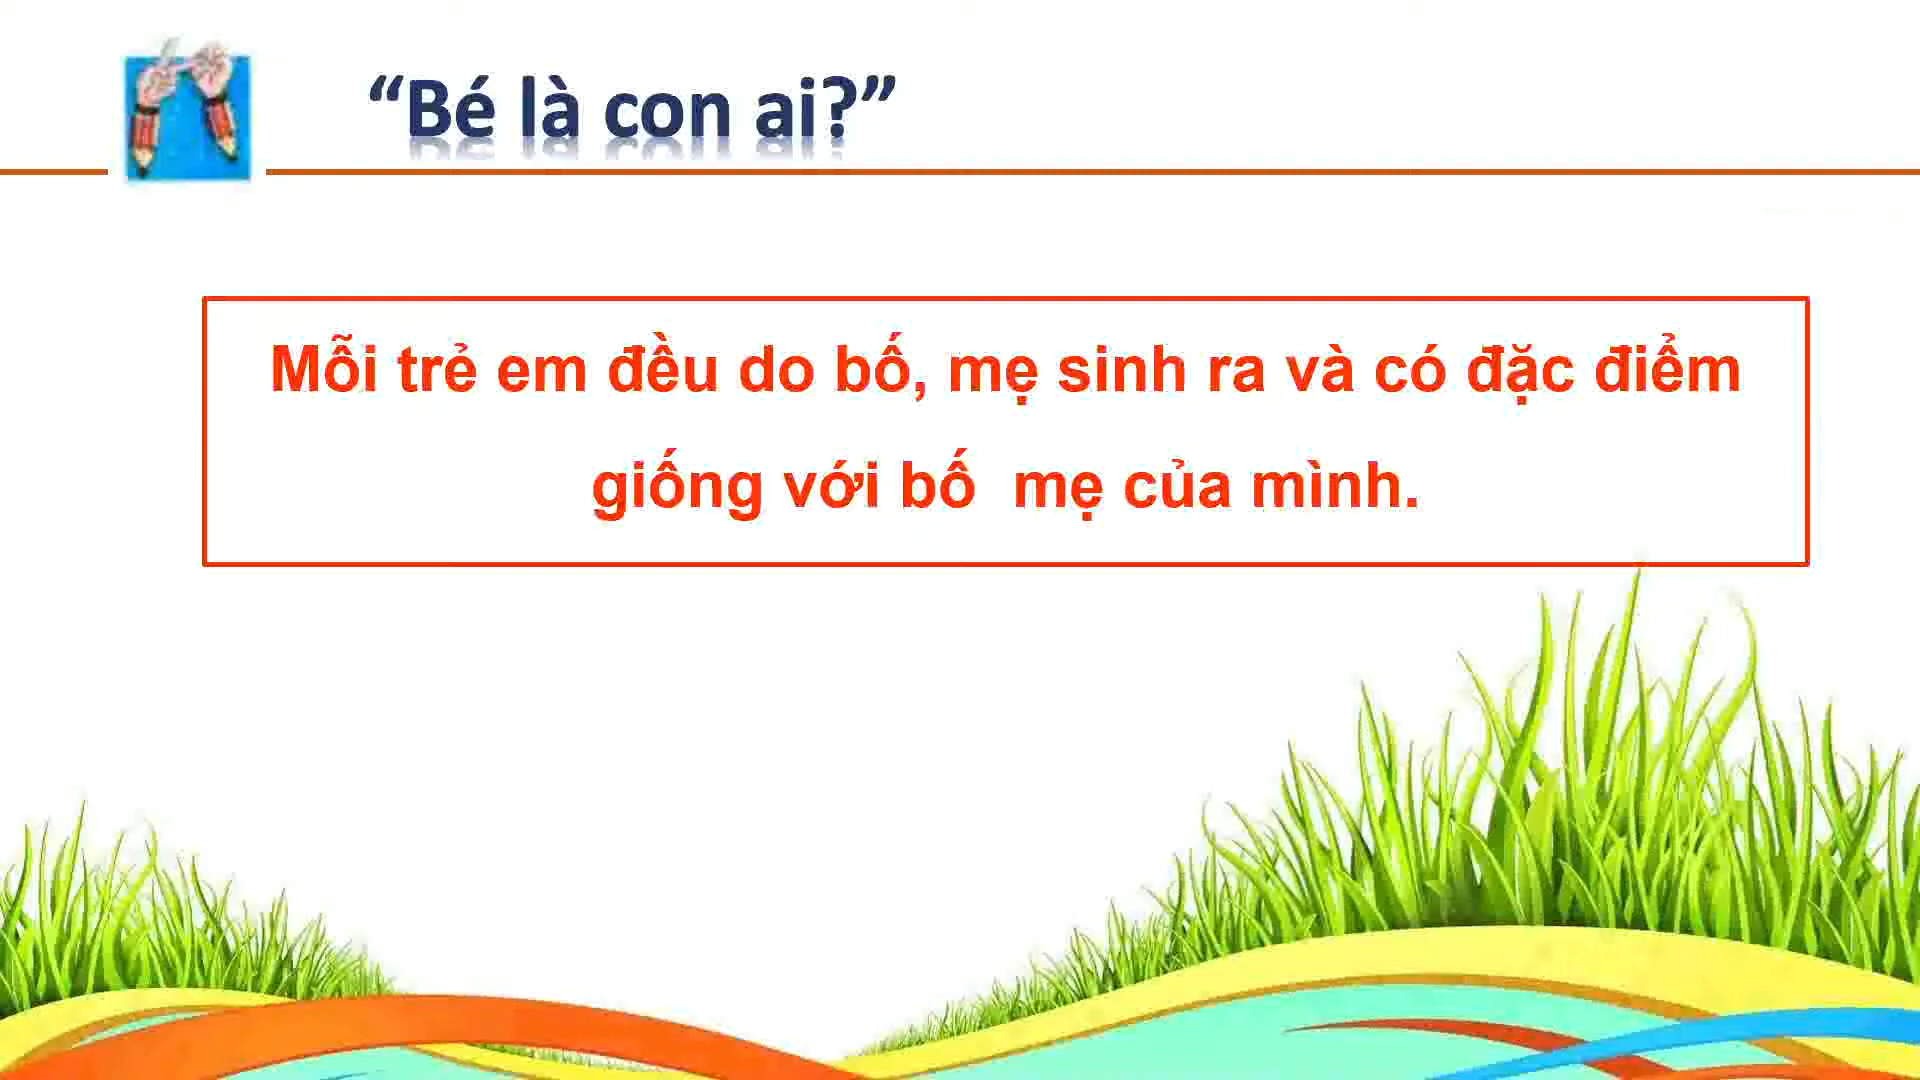 “Bé là con ai?”
Mỗi trẻ em đều do bố, mẹ sinh ra và có đặc điểm
giống với bố  mẹ của mình.